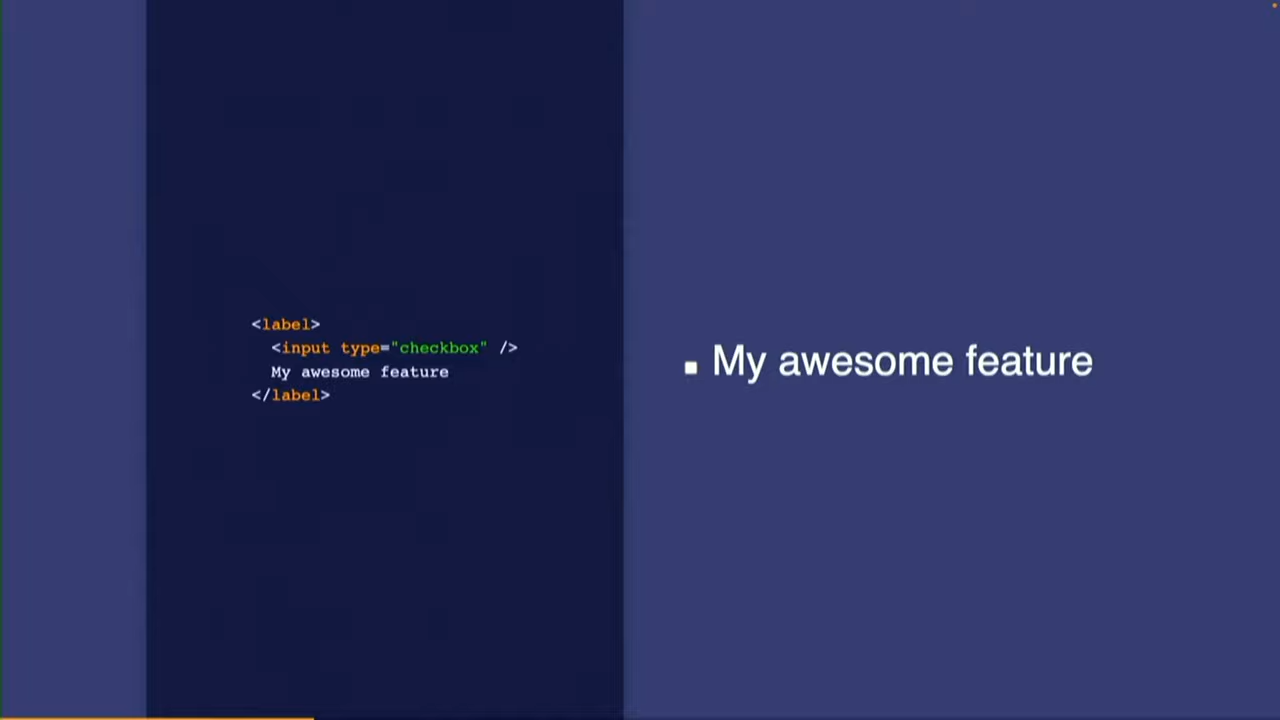 <label>
<input type="checkbox" />
My awesome feature
</label>
My awesome feature